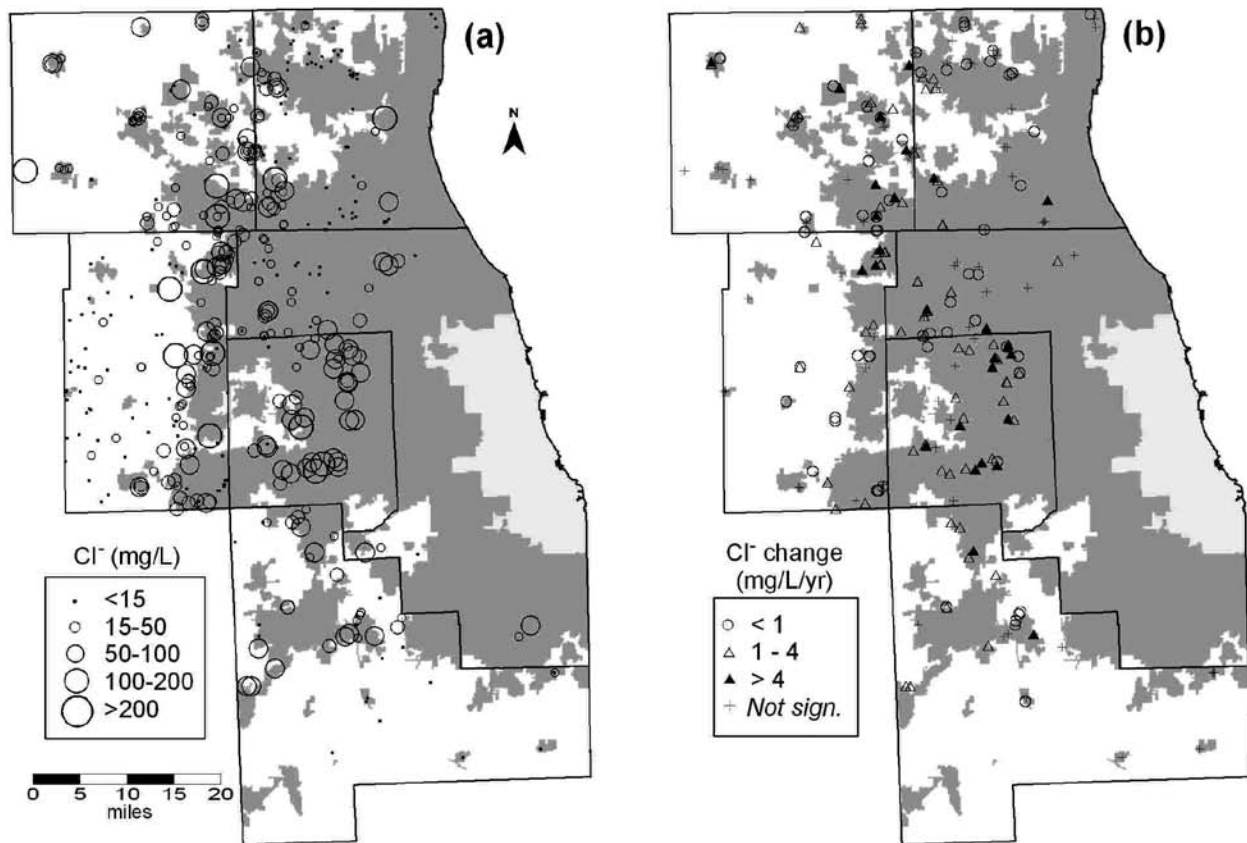 (a)
N
Cl⁻ (mg/L)
<15
15-50
50-100
100-200
>200
0 5 10 15 20
miles
(b)
Cl⁻ change
(mg/L/yr)
< 1
1 - 4
> 4
Not sign.